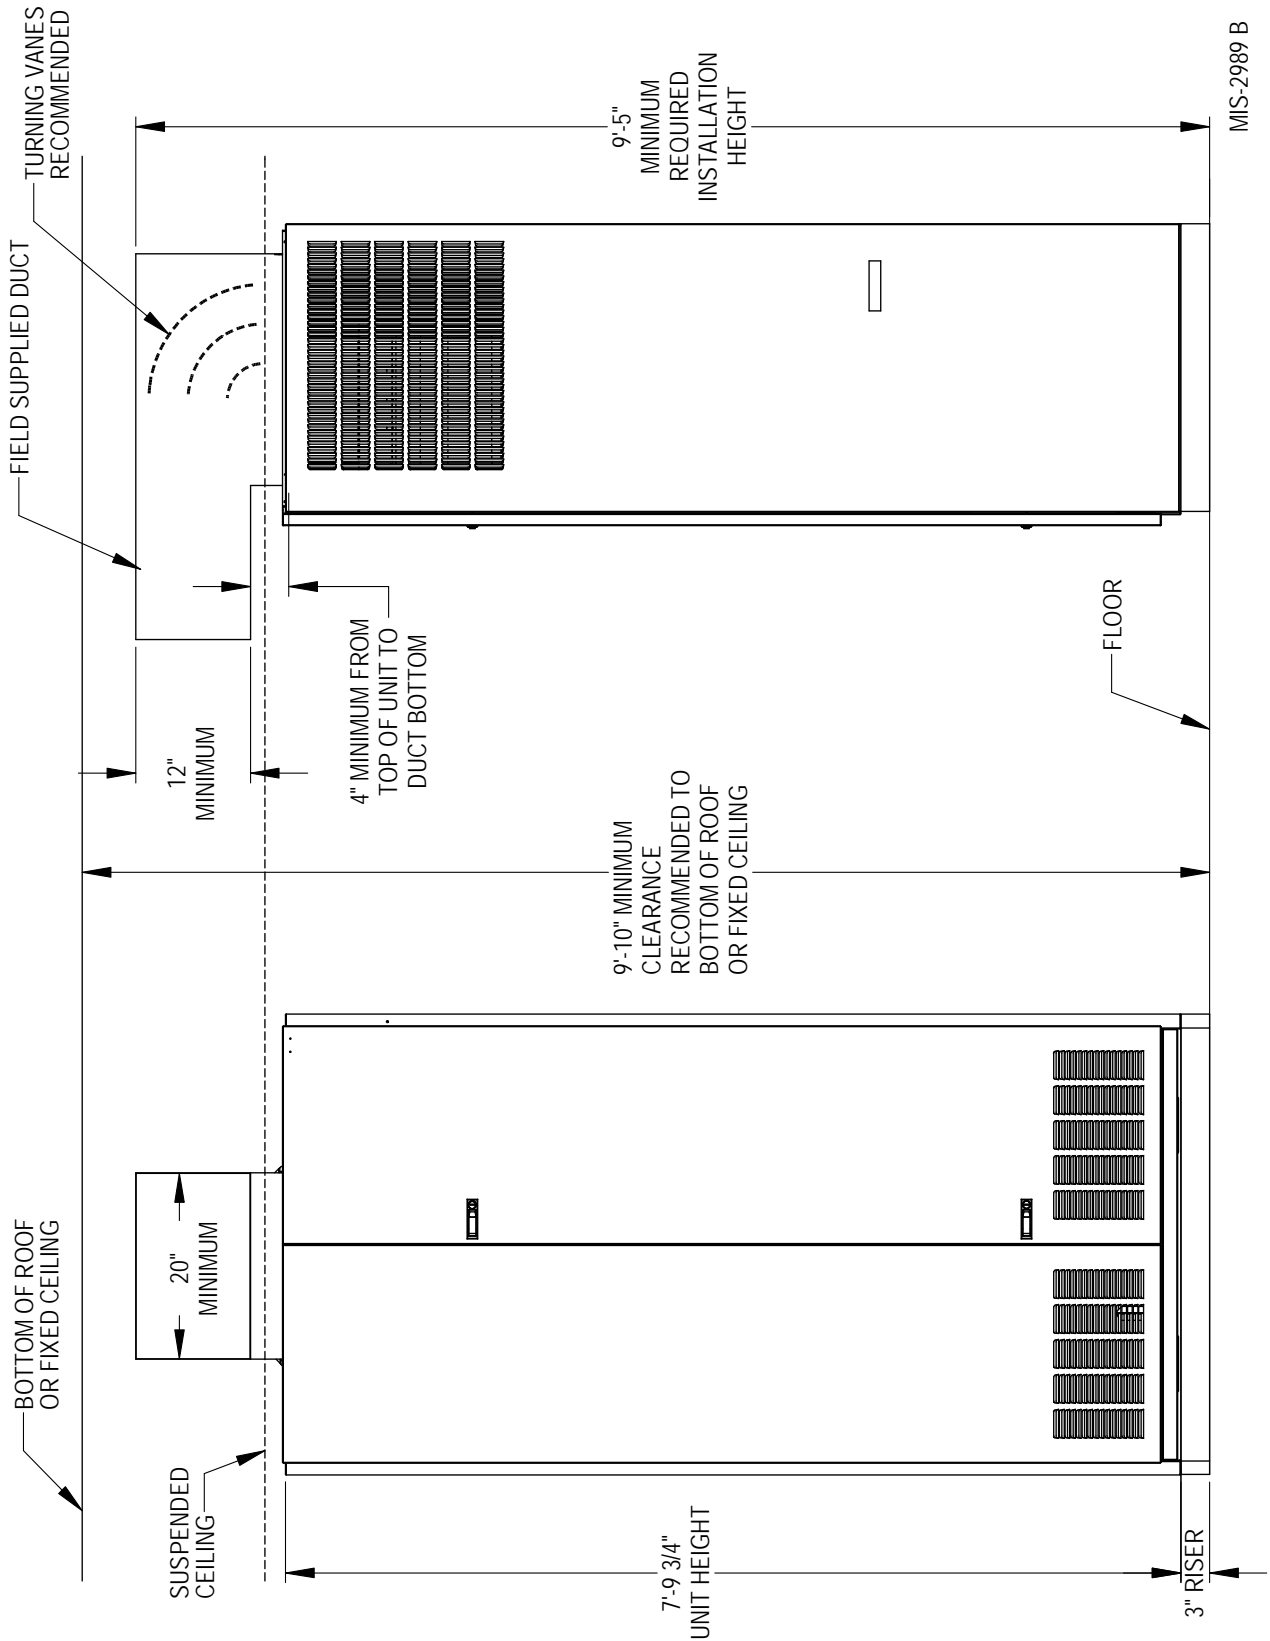 BOTTOM OF ROOF
OR FIXED CEILING
SUSPENDED
CEILING
20"
MINIMUM
7'-9 3/4"
UNIT HEIGHT
3" RISER
9'-10" MINIMUM
CLEARANCE
RECOMMENDED TO
BOTTOM OF ROOF
OR FIXED CEILING
12"
MINIMUM
4" MINIMUM FROM
TOP OF UNIT TO
DUCT BOTTOM
FLOOR
FIELD SUPPLIED DUCT
TURNING VANES
RECOMMENDED
9'-5"
MINIMUM
REQUIRED
INSTALLATION
HEIGHT
MIS-2989 B